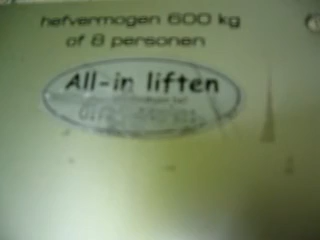 hefvermogen 600 kg
of 8 personen
All-in liften